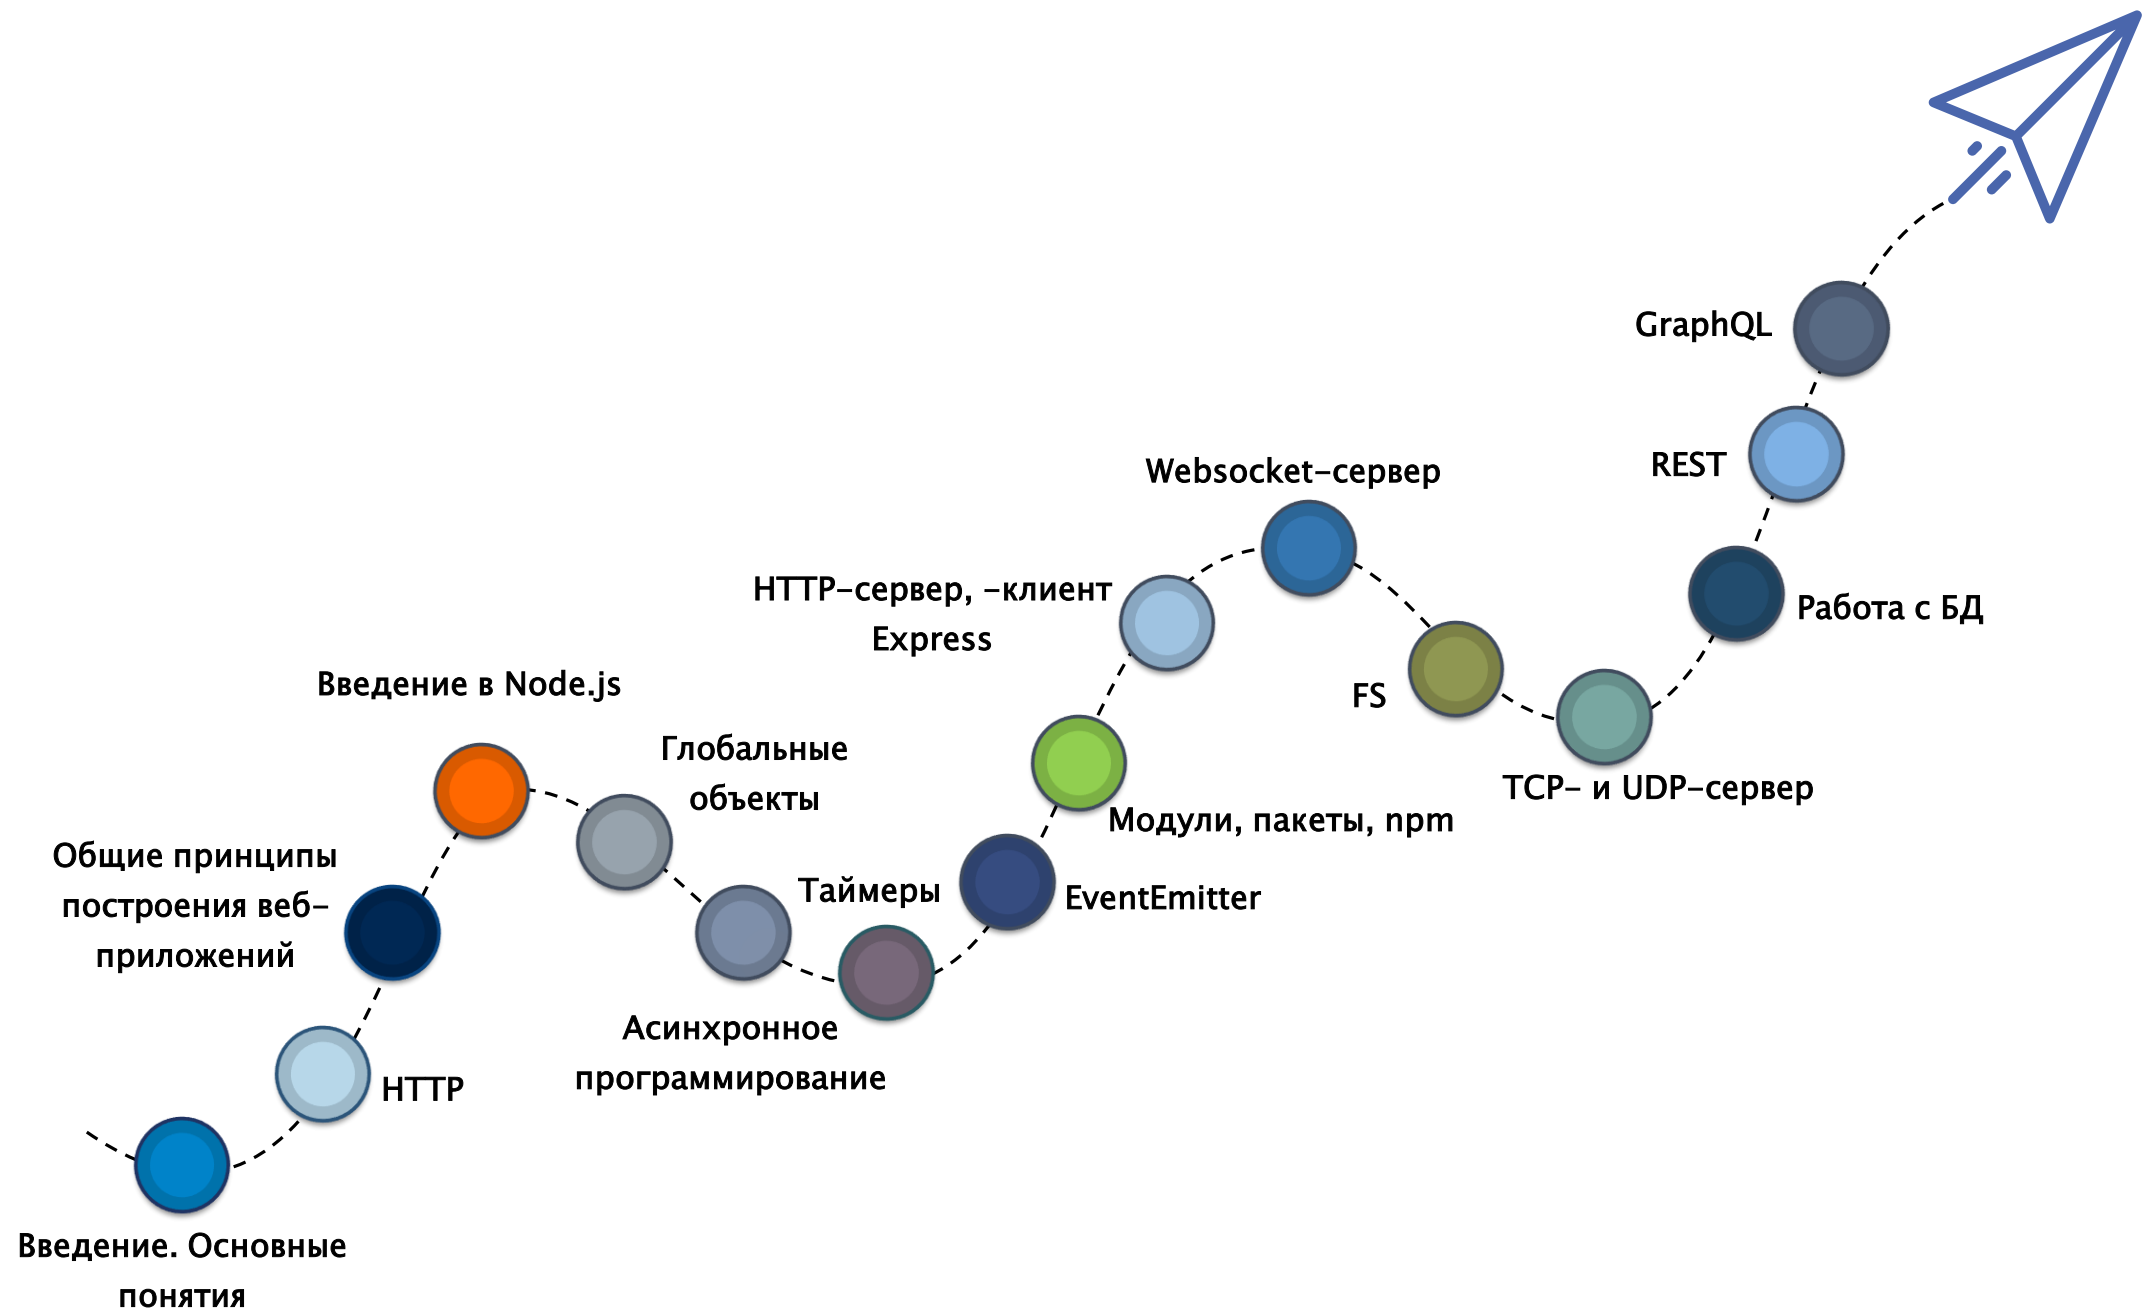 GraphQL
REST
Websocket-сервер
HTTP-сервер, -клиент
Express
Работа с БД
Введение в Node.js
FS
Глобальные
объекты
TCP- и UDP-сервер
Модули, пакеты, npm
Общие принципы
построения веб-
приложений
Таймеры
EventEmitter
Асинхронное
программирование
HTTP
Введение. Основные
понятия